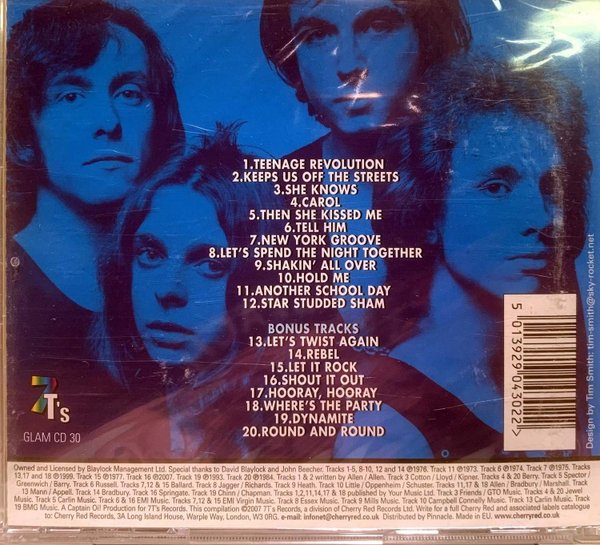 1.TEENAGE REVOLUTION
2.KEEPS US OFF THE STREETS
3.SHE KNOWS
4.CAROL
5.THEN SHE KISSED ME
6.TELL HIM
7.NEW YORK GROOVE
8.LET'S SPEND THE NIGHT TOGETHER
9.SHAKIN' ALL OVER
10.HOLD ME
11.ANOTHER SCHOOL DAY
12.STAR STUDDED SHAM
BONUS TRACKS
13.LET'S TWIST AGAIN
14.REBEL
15.LET IT ROCK
16.SHOUT IT OUT
17.HOORAY, HOORAY
18.WHERE'S THE PARTY
19.DYNAMITE
20.ROUND AND ROUND
7T's
GLAM CD 30
5 013929 043022
Design by Tim Smith: tim-smith@sky-rocket.net
Owned and Licensed by Blaylock Management Ltd. Special thanks to David Blaylock and John Beecher. Tracks 1-5, 8-10, 12 and 14 ℗1976. Track 11 ℗1973. Track 6 ℗1974, Track 7 ℗1975. Tracks
13,17 and 18 ℗1999. Track 15 ℗1977. Track 16 ℗2007. Track 19 ℗1993. Track 20 ℗1984. Tracks 1 & 2 written by Allen / Allen. Track 3 Cotton / Lloyd / Kipner. Tracks 4 & 20 Berry. Track 5 Spector /
Greenwich / Barry. Track 6 Russell. Tracks 7,12 & 15 Ballard. Track 8 Jagger / Richards. Track 9 Heath. Track 10 Little / Oppenheim / Schuster. Tracks 11,17 & 18 Allen / Bradbury / Marshall. Track
13 Mann / Appell. Track 14 Bradbury. Track 16 Springate. Track 19 Chinn / Chapman. Tracks 1,2,11,14,17 & 18 published by Your Music Ltd. Track 3 Friends / GTO Music. Tracks 4 & 20 Jewel
Music. Track 5 Carlin Music. Track 6 & 16 EMI Music. Tracks 7,12 & 15 EMI Virgin Music. Track 8 Essex Music. Track 9 Mills Music. Track 10 Campbell Connelly Music. Track 13 Carlin Music. Track
19 BMG Music. A Captain Oi! Production for 7T's Records. This compilation ©2007 7T's Records, a division of Cherry Red Records Ltd. Write for a full Cherry Red and associated labels catalogue
to: Cherry Red Records, 3A Long Island House, Warple Way, London, W3 0RG. e-mail: infonet@cherryred.co.uk Distributed by Pinnacle. Made in EU. www.cherryred.co.uk